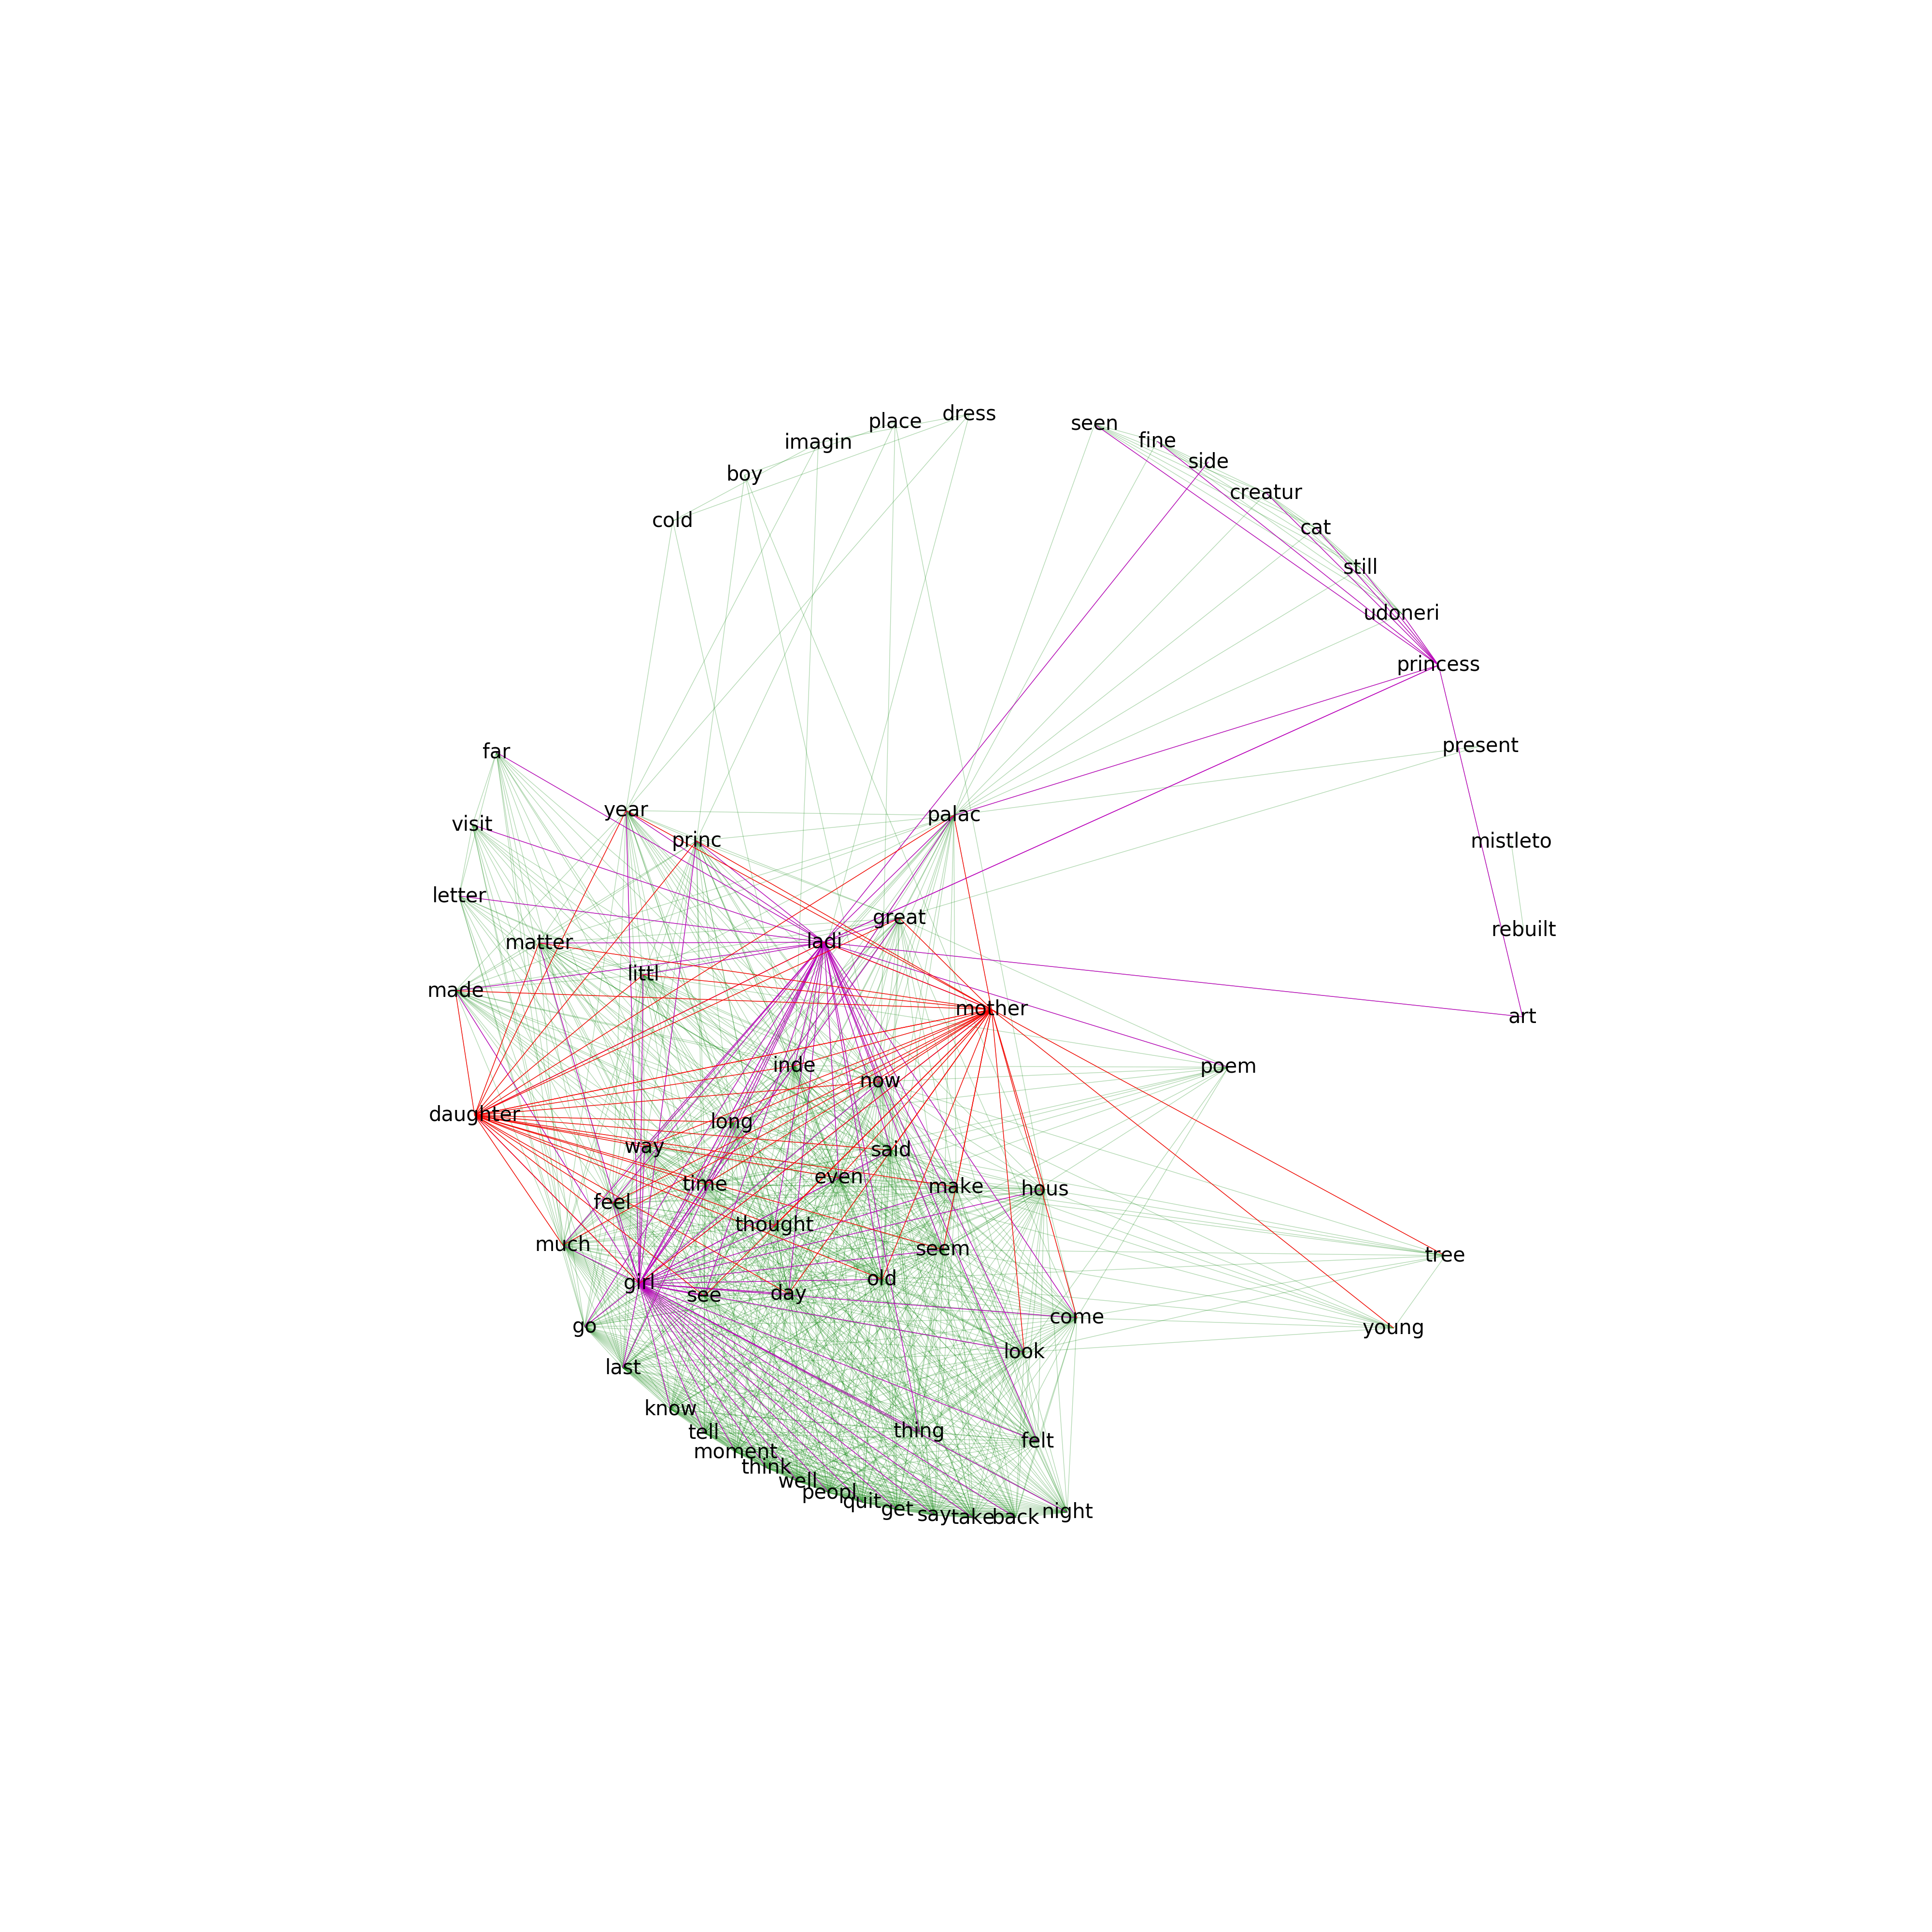 dress
place
seen
fine
imagin
side
boy
creatur
cold
cat
still
udoneri
princess
present
far
year
palac
visit
princ
mistleto
letter
great
rebuilt
ladi
matter
littl
made
mother
art
inde
poem
now
daughter
long
way
said
even
time
make
hous
feel
thought
much
seem
tree
old
girl
day
see
come
go
young
look
last
know
tell
thing
felt
moment
think
well
peopl
quit
get
night
say
take
back